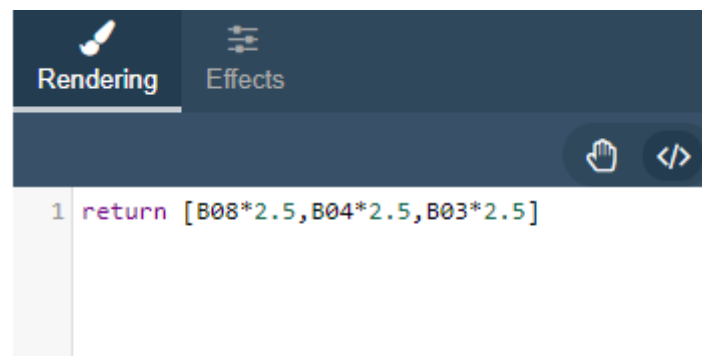 Rendering Effects
</>
1 return [B08*2.5,B04*2.5,B03*2.5]